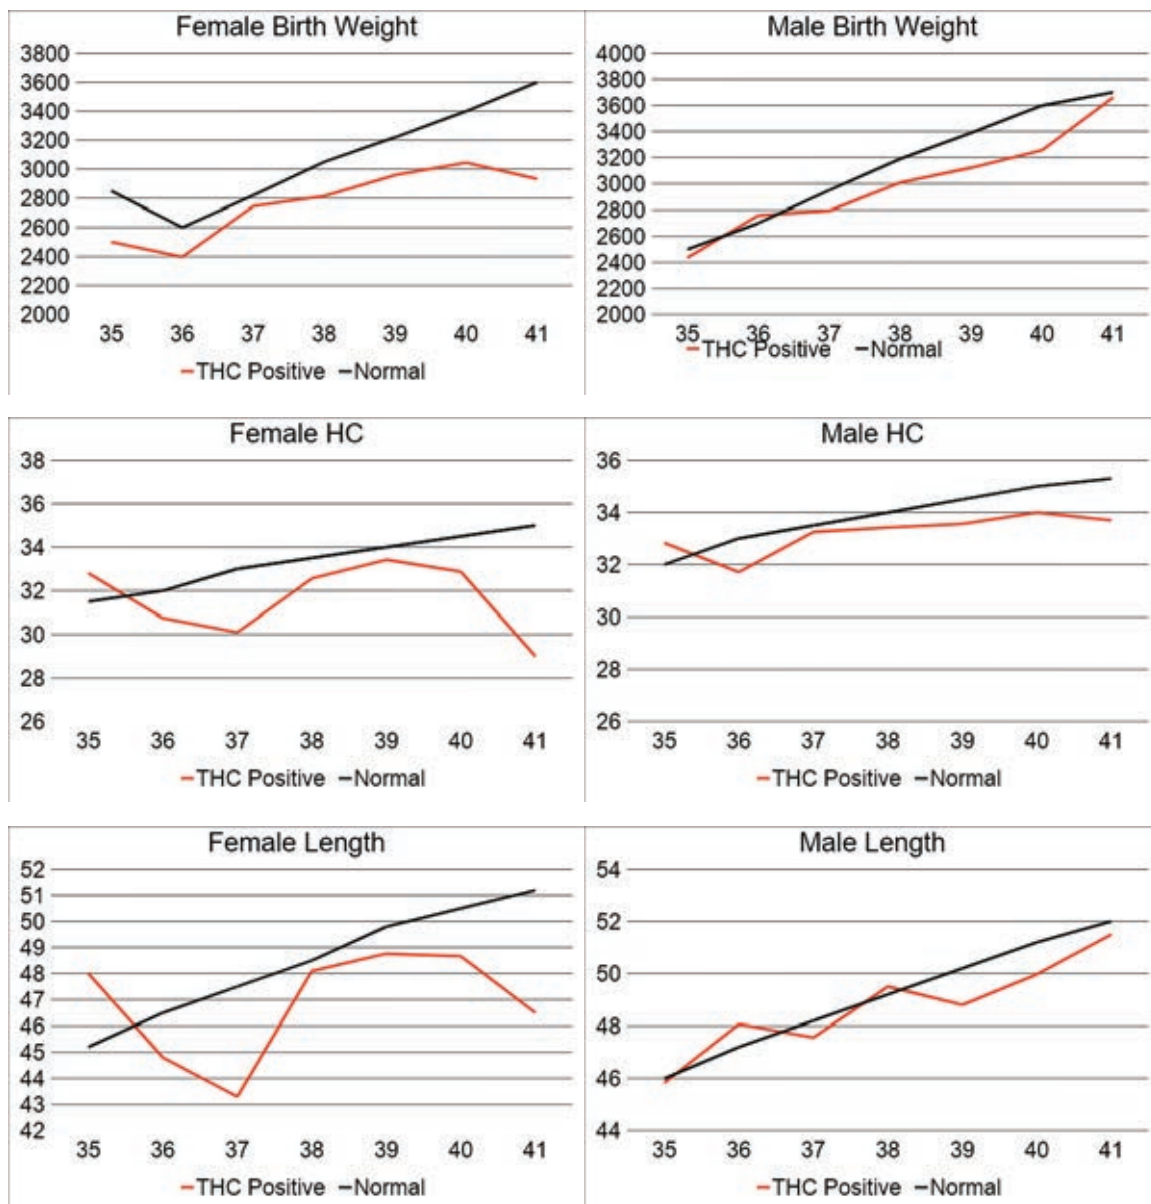 Female Birth Weight
3800
3600
3400
3200
3000
2800
2600
2400
2200
2000
35 36 37 38 39 40 41
THC Positive Normal
Male Birth Weight
4000
3800
3600
3400
3200
3000
2800
2600
2400
2200
2000
35 36 37 38 39 40 41
THC Positive Normal
Female HC
38
36
34
32
30
28
26
35 36 37 38 39 40 41
THC Positive Normal
Male HC
36
34
32
30
28
26
35 36 37 38 39 40 41
THC Positive Normal
Female Length
52
51
50
49
48
47
46
45
44
43
42
35 36 37 38 39 40 41
THC Positive Normal
Male Length
54
52
50
48
46
44
35 36 37 38 39 40 41
THC Positive Normal